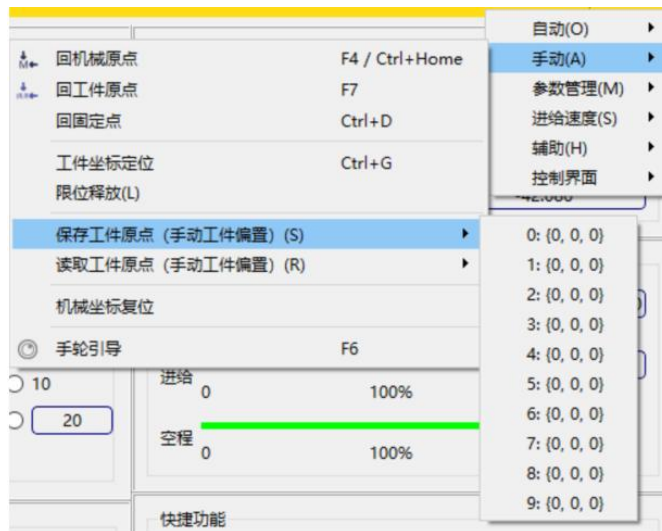 自动(O)
手动(A)
参数管理(M)
进给速度(S)
辅助(H)
控制界面
回机械原点 F4 / Ctrl+Home
回工件原点 F7
回固定点 Ctrl+D
工件坐标定位 Ctrl+G
限位释放(L)
保存工件原点（手动工件偏置）(S)
读取工件原点（手动工件偏置）(R)
机械坐标复位
手轮引导 F6
0: {0, 0, 0}
1: {0, 0, 0}
2: {0, 0, 0}
3: {0, 0, 0}
4: {0, 0, 0}
5: {0, 0, 0}
6: {0, 0, 0}
7: {0, 0, 0}
8: {0, 0, 0}
9: {0, 0, 0}
10
20
进给
0 100%
空程
0 100%
快捷功能